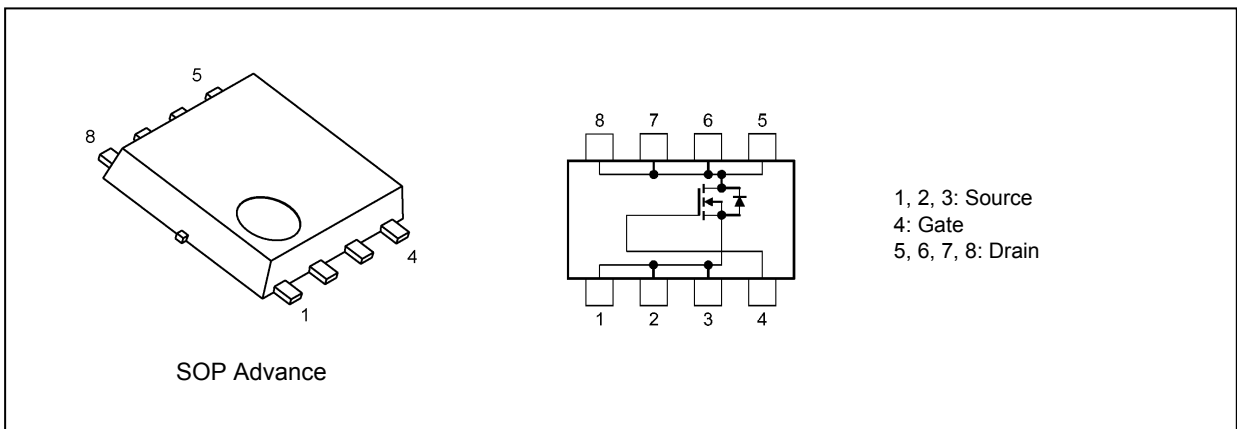 5
8
4
1
SOP Advance
8 7 6 5
1 2 3 4
1, 2, 3: Source
4: Gate
5, 6, 7, 8: Drain